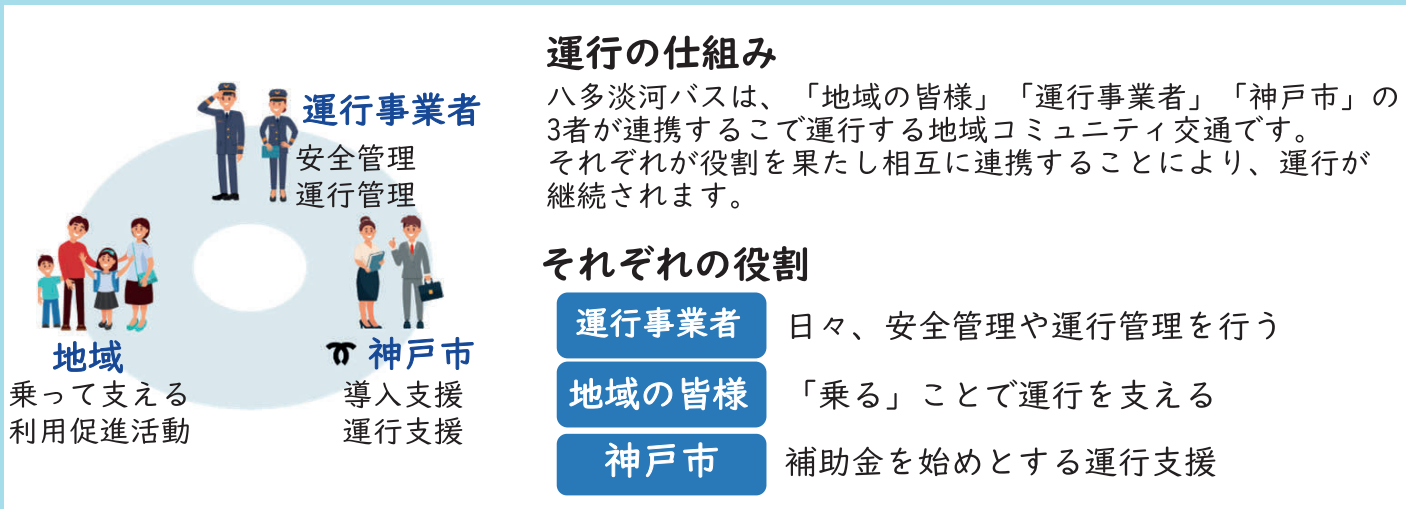 運行事業者
安全管理
運行管理
地域
乗って支える
利用促進活動
神戸市
導入支援
運行支援
運行の仕組み
八多淡河バスは、「地域の皆様」「運行事業者」「神戸市」の
3者が連携するこで運行する地域コミュニティ交通です。
それぞれが役割を果たし相互に連携することにより、運行が
継続されます。
それぞれの役割
運行事業者 日々、安全管理や運行管理を行う
地域の皆様 「乗る」ことで運行を支える
神戸市 補助金を始めとする運行支援